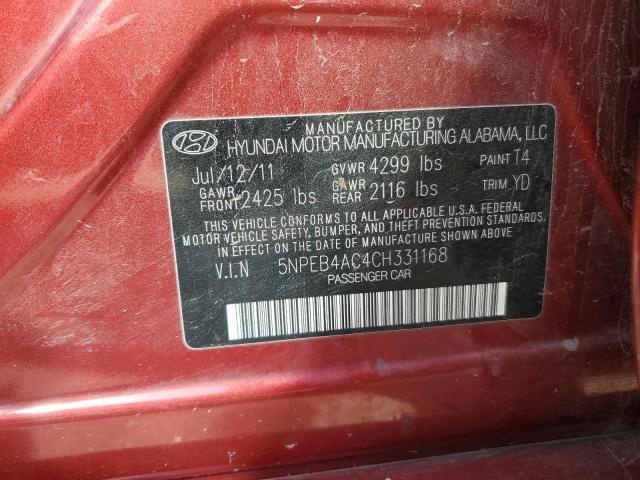 MANUFACTURED BY
HYUNDAI MOTOR MANUFACTURING ALABAMA, LLC
Jul/12/11 GVWR 4299 lbs PAINT T4
GAWR FRONT 2425 lbs GAWR REAR 2116 lbs TRIM YD
THIS VEHICLE CONFORMS TO ALL APPLICABLE U.S.A. FEDERAL
MOTOR VEHICLE SAFETY, BUMPER, AND THEFT PREVENTION STANDARDS
IN EFFECT ON THE DATE OF MANUFACTURE SHOWN ABOVE
V.I.N 5NPEB4AC4CH331168
PASSENGER CAR